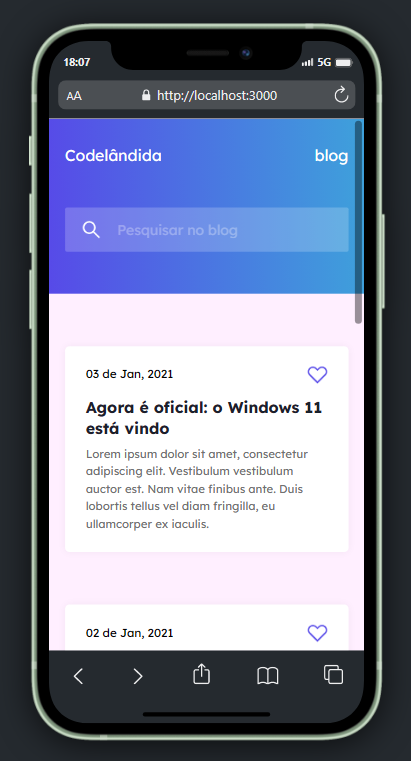 18:07 5G
AA http://localhost:3000
Codelândida blog
Pesquisar no blog
03 de Jan, 2021
Agora é oficial: o Windows 11
está vindo
Lorem ipsum dolor sit amet, consectetur
adipiscing elit. Vestibulum vestibulum
auctor est. Nam vitae finibus ante. Duis
lobortis tellus vel diam fringilla, eu
ullamcorper ex iaculis.
02 de Jan, 2021